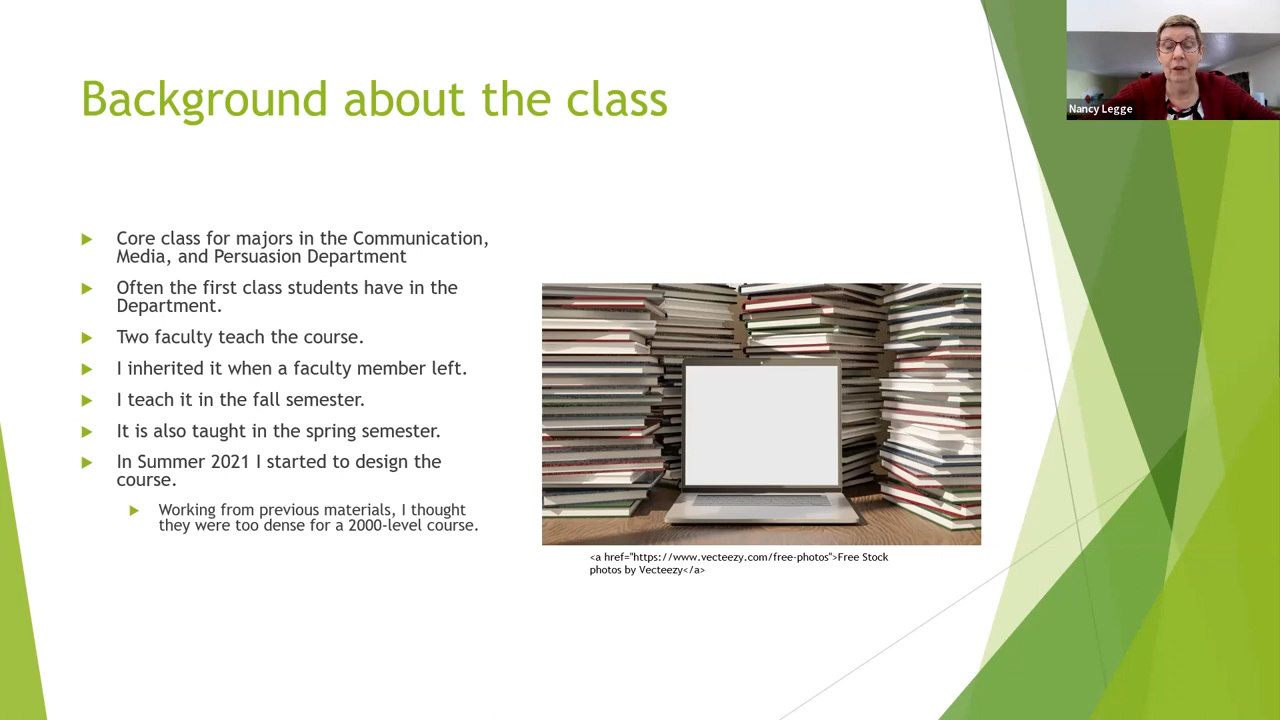 Background about the class
Nancy Legge
Core class for majors in the Communication,
Media, and Persuasion Department
Often the first class students have in the
Department.
Two faculty teach the course.
I inherited it when a faculty member left.
I teach it in the fall semester.
It is also taught in the spring semester.
In Summer 2021 I started to design the
course.
Working from previous materials, I thought
they were too dense for a 2000-level course.
<a href="https://www.vecteezy.com/free-photos">Free Stock
photos by Vecteezy</a>